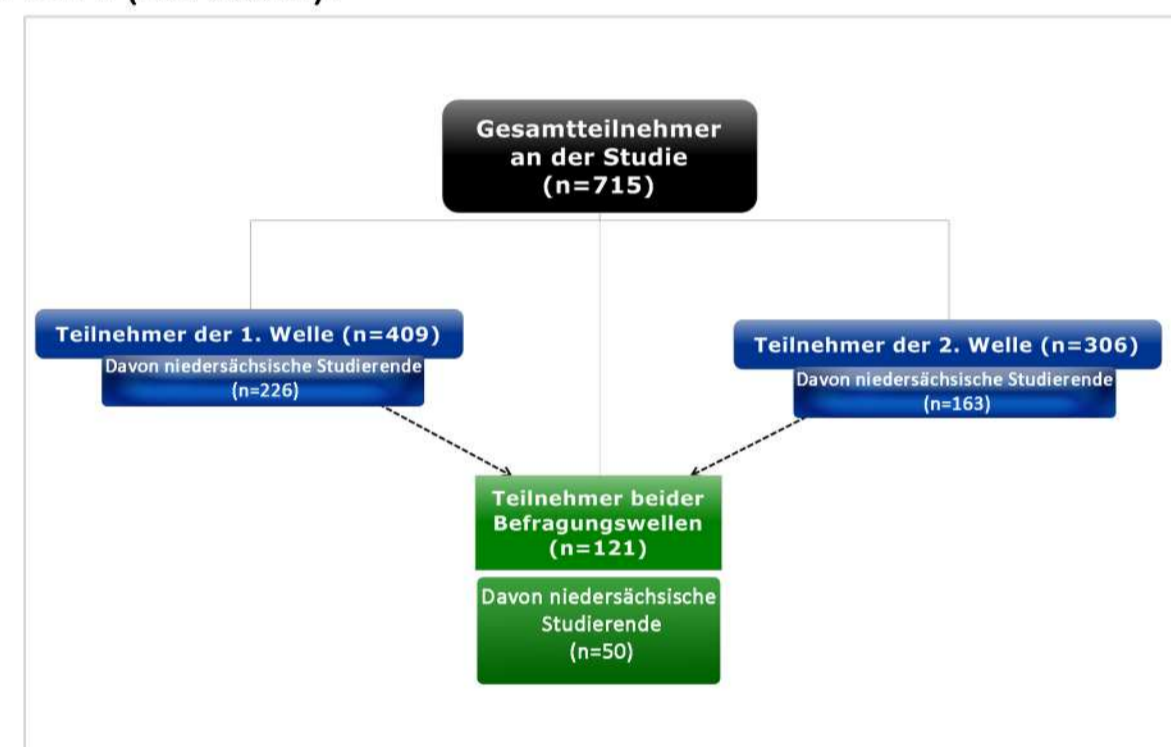 Gesamtteilnehmer
an der Studie
(n=715)
Teilnehmer der 1. Welle (n=409)
Davon niedersächsische Studierende
(n=226)
Teilnehmer der 2. Welle (n=306)
Davon niedersächsische Studierende
(n=163)
Teilnehmer beider
Befragungswellen
(n=121)
Davon niedersächsische
Studierende
(n=50)